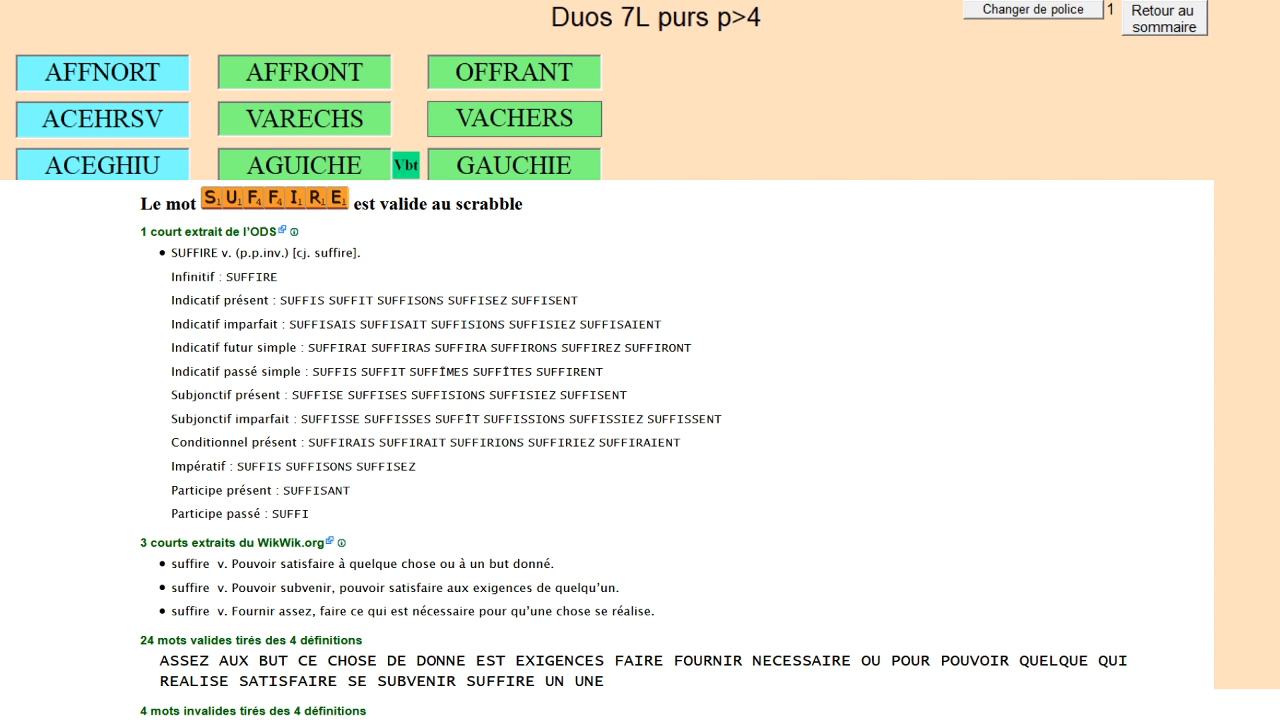 Duos 7L purs p>4
Changer de police 1 Retour au sommaire
AFFNORT AFFRONT OFFRANT
ACEHRSV VARECHS VACHERS
ACEGHIU AGUICHE Vbt GAUCHIE
Le mot S1U1F4F4I1R1E1 est valide au scrabble
1 court extrait de l'ODS
• SUFFIRE v. (p.p.inv.) [cj. suffire].
Infinitif : SUFFIRE
Indicatif présent : SUFFIS SUFFIT SUFFISONS SUFFISEZ SUFFISENT
Indicatif imparfait : SUFFISAIS SUFFISAIT SUFFISIONS SUFFISIEZ SUFFISAIENT
Indicatif futur simple : SUFFIRAI SUFFIRAS SUFFIRA SUFFIRONS SUFFIREZ SUFFIRONT
Indicatif passé simple : SUFFIS SUFFIT SUFFÎMES SUFFÎTES SUFFIRENT
Subjonctif présent : SUFFISE SUFFISES SUFFISIONS SUFFISIEZ SUFFISENT
Subjonctif imparfait : SUFFISSE SUFFISSES SUFFÎT SUFFISSIONS SUFFISSIEZ SUFFISSENT
Conditionnel présent : SUFFIRAIS SUFFIRAIT SUFFIRIONS SUFFIRIEZ SUFFIRAIENT
Impératif : SUFFIS SUFFISONS SUFFISEZ
Participe présent : SUFFISANT
Participe passé : SUFFI
3 courts extraits du WikWik.org
• suffire v. Pouvoir satisfaire à quelque chose ou à un but donné.
• suffire v. Pouvoir subvenir, pouvoir satisfaire aux exigences de quelqu'un.
• suffire v. Fournir assez, faire ce qui est nécessaire pour qu'une chose se réalise.
24 mots valides tirés des 4 définitions
ASSEZ AUX BUT CE CHOSE DE DONNE EST EXIGENCES FAIRE FOURNIR NECESSAIRE OU POUR POUVOIR QUELQUE QUI
REALISE SATISFAIRE SE SUBVENIR SUFFIRE UN UNE
4 mots invalides tirés des 4 définitions